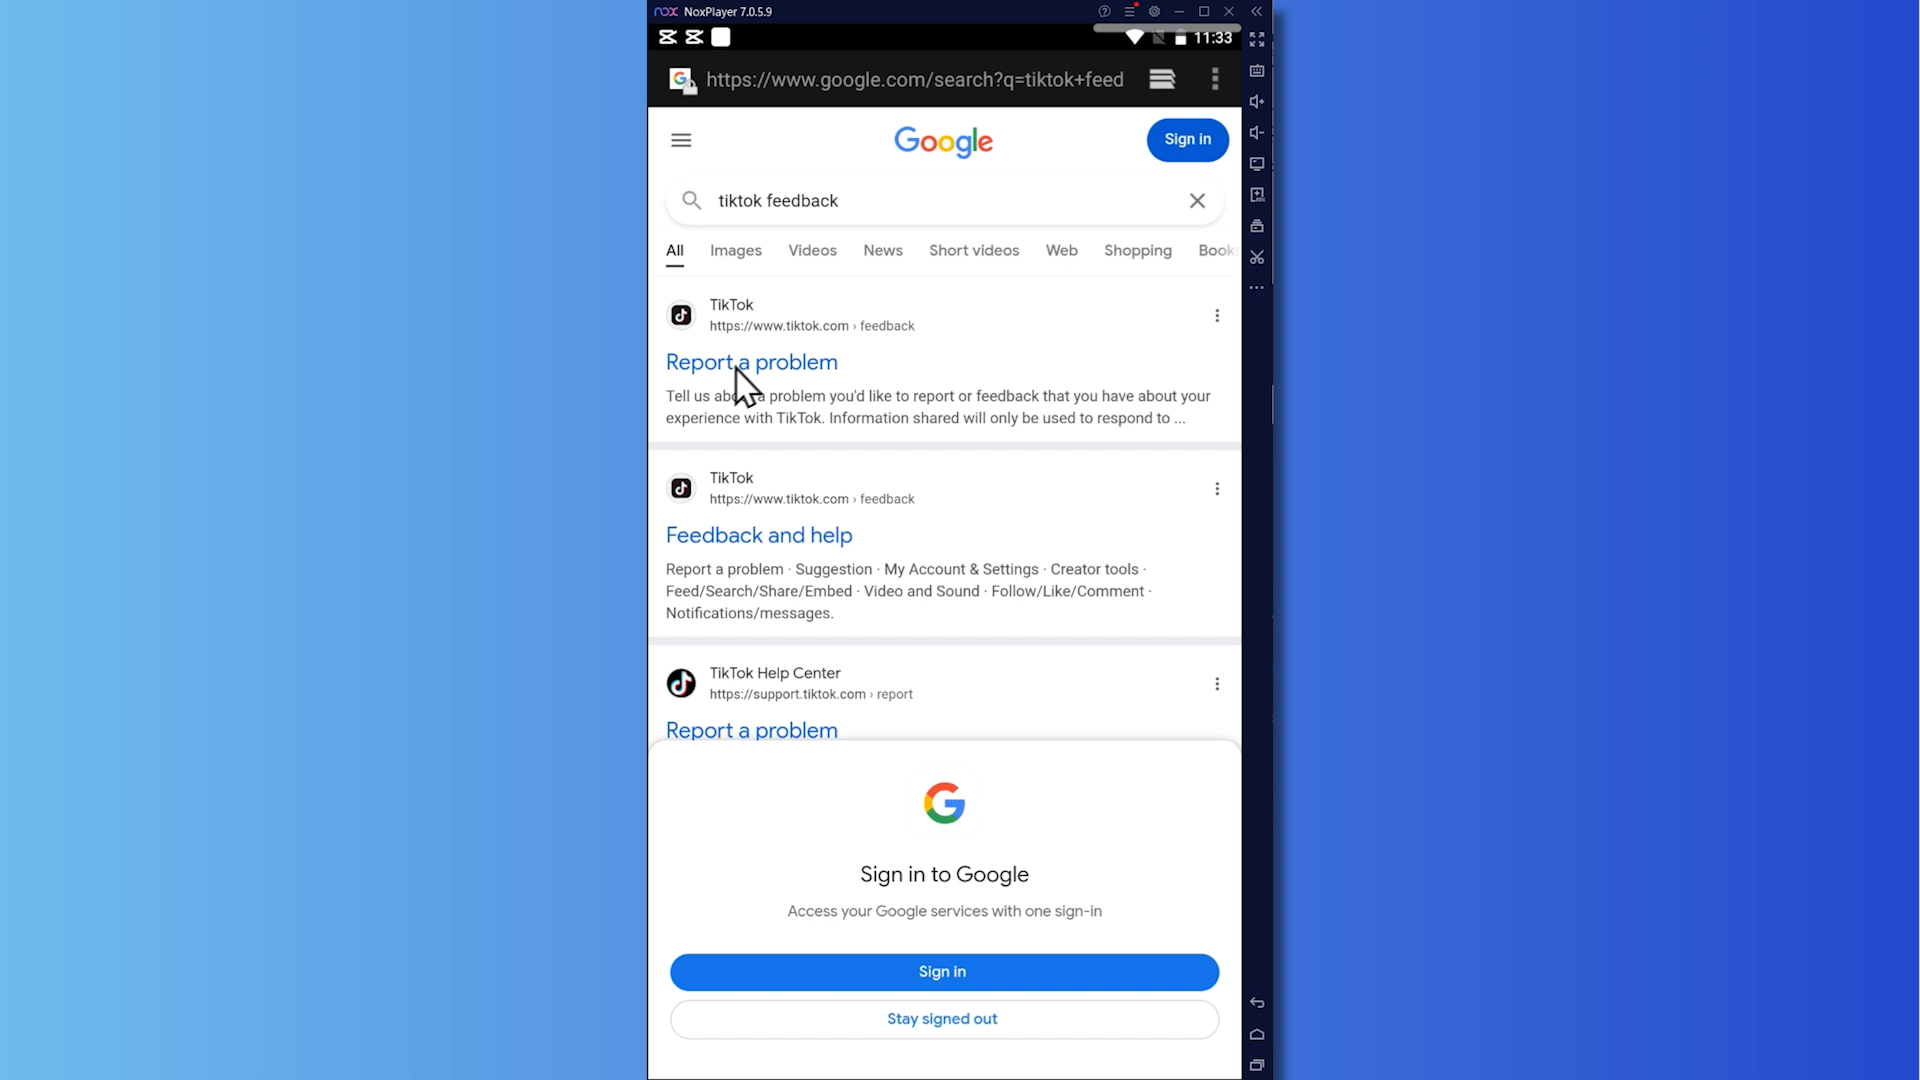 nox NoxPlayer 7.0.5.9
11:33
https://www.google.com/search?q=tiktok+feed
Google
Sign in
tiktok feedback
All Images Videos News Short videos Web Shopping Book
TikTok
https://www.tiktok.com › feedback
Report a problem
Tell us a problem you'd like to report or feedback that you have about your
experience with TikTok. Information shared will only be used to respond to ...
TikTok
https://www.tiktok.com › feedback
Feedback and help
Report a problem · Suggestion · My Account & Settings · Creator tools ·
Feed/Search/Share/Embed · Video and Sound · Follow/Like/Comment ·
Notifications/messages.
TikTok Help Center
https://support.tiktok.com › report
Report a problem
Sign in to Google
Access your Google services with one sign-in
Sign in
Stay signed out